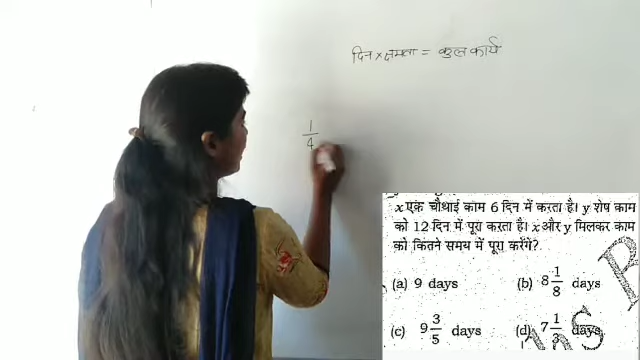 दिन × क्षमता = कुल कार्य
1/4
x एक चौथाई काम 6 दिन में करता है। y शेष काम
को 12 दिन में पूरा करता है। x और y मिलकर काम
को कितने समय में पूरा करेंगे?
(a) 9 days (b) 8 1/8 days
(c) 9 3/5 days (d) 7 1/3 days